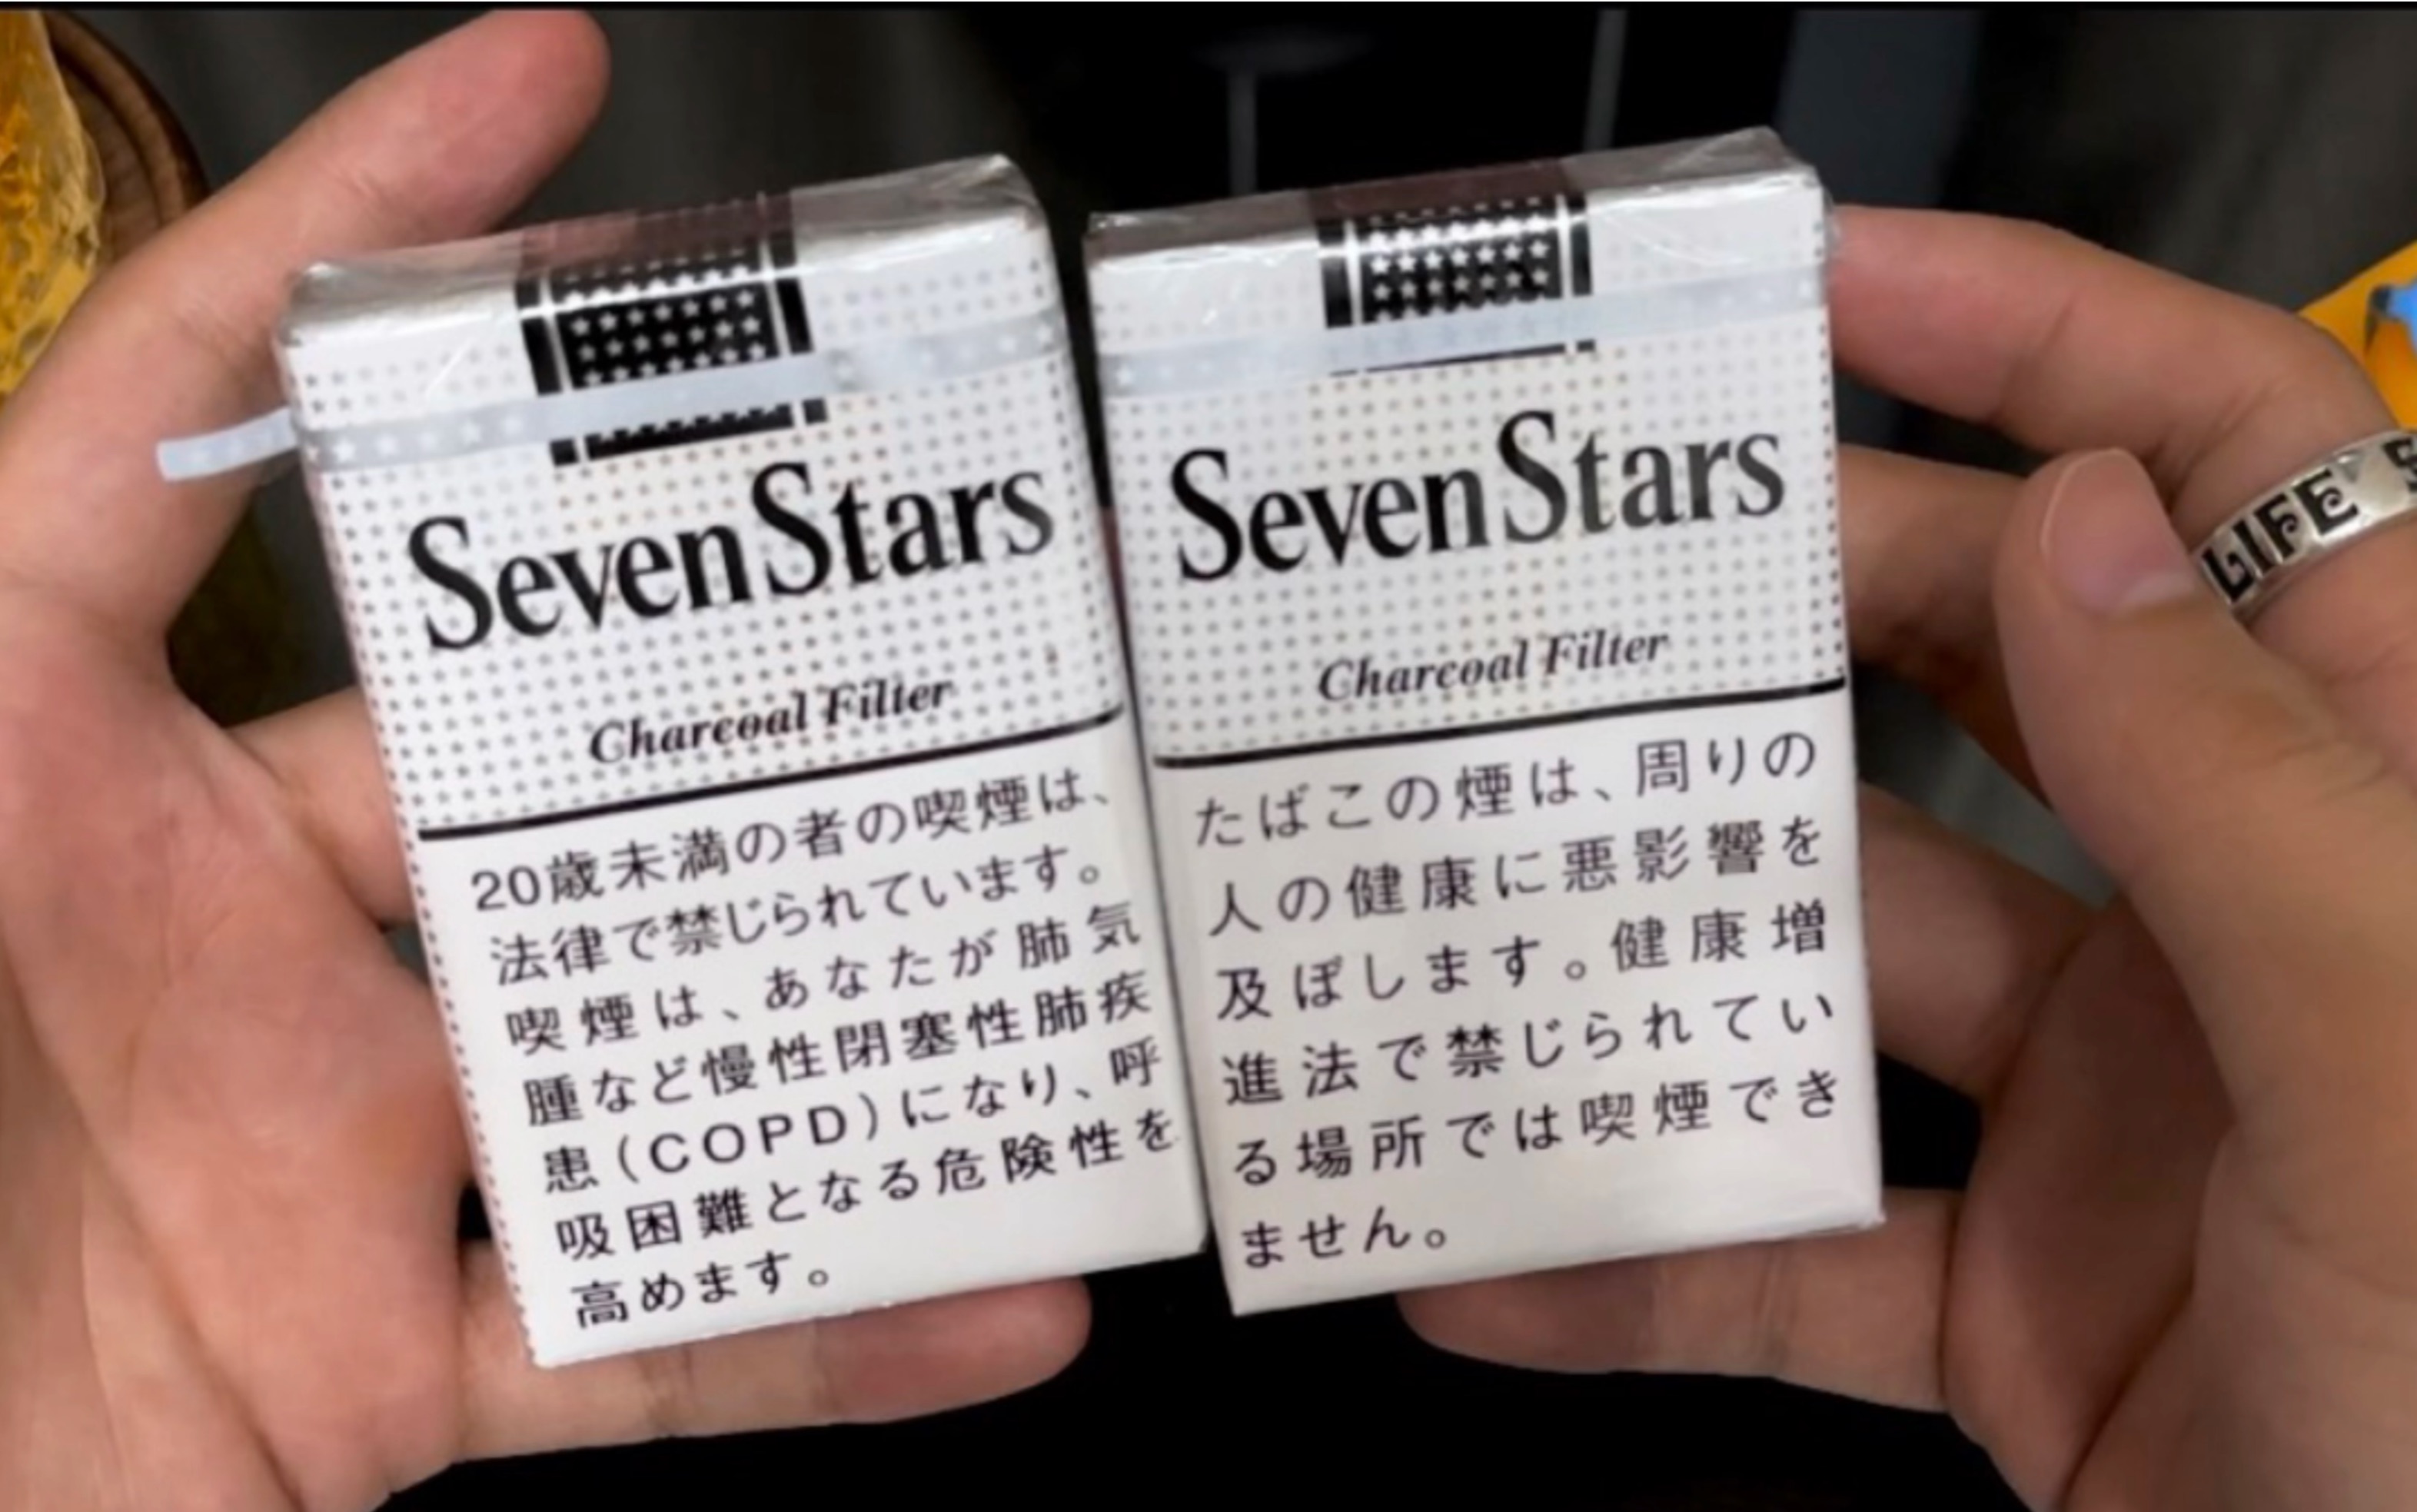 SevenStars
Charcoal Filter
20歳未満の者の喫煙は、
法律で禁じられています。
喫煙は、あなたが肺気
腫など慢性閉塞性肺疾
患(COPD)になり、呼
吸困難となる危険性を
高めます。
SevenStars
Charcoal Filter
たばこの煙は、周りの
人の健康に悪影響を
及ぼします。健康増
進法で禁じられてい
る場所では喫煙でき
ません。
LIFE S